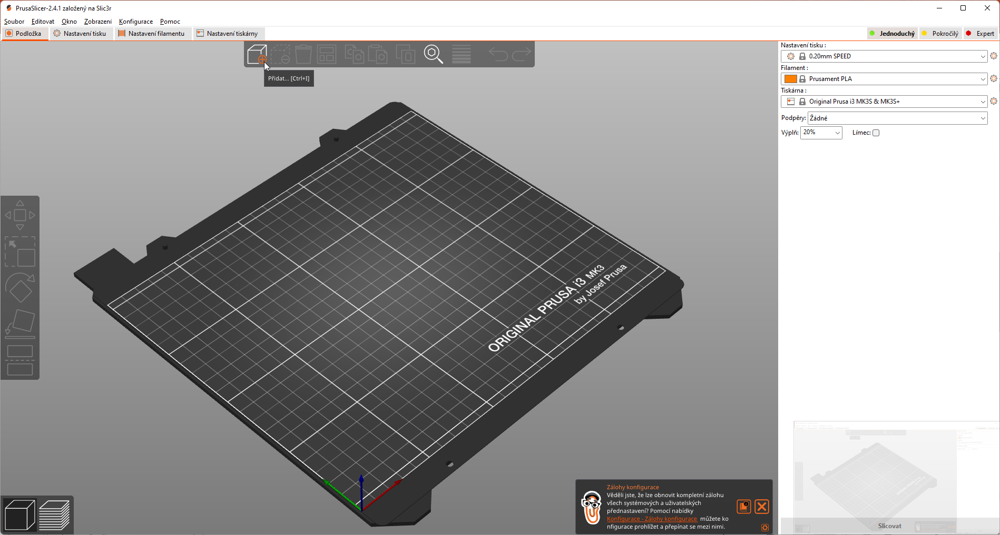 PrusaSlicer-2.4.1 založený na Slic3r
Soubor Editovat Okno Zobrazení Konfigurace Pomoc
Podložka Nastavení tisku Nastavení filamentu Nastavení tiskárny Jednoduchý Pokročilý Expert
Přidat... [Ctrl+I]
Nastavení tisku :
0.20mm SPEED
Filament :
Prusament PLA
Tiskárna :
Original Prusa i3 MK3S & MK3S+
Podpěry: Žádné
Výplň: 20% Límec:
ORIGINAL PRUSA i3 MK3
by Josef Prusa
Zálohy konfigurace
Věděli jste, že lze obnovit kompletní zálohu
všech systémových a uživatelských
přednastavení? Pomocí nabídky
Konfigurace - Zálohy konfigurace můžete ko
nfigurace prohlížet a přepínat se mezi nimi.
Slicovat